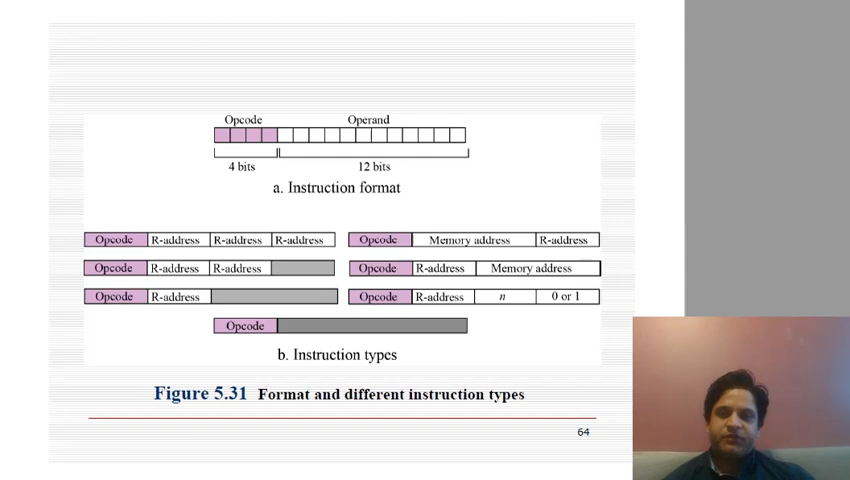 Opcode Operand
4 bits 12 bits
a. Instruction format
Opcode R-address R-address R-address Opcode Memory address R-address
Opcode R-address R-address Opcode R-address Memory address
Opcode R-address Opcode R-address n 0 or 1
Opcode
b. Instruction types
Figure 5.31 Format and different instruction types
64